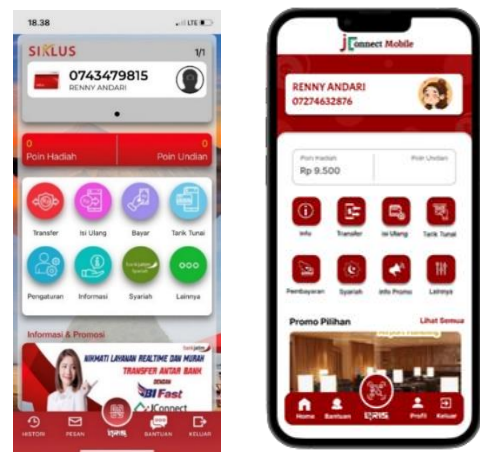 18.38
LTE
SIKLUS
1/1
0743479815
RENNY ANDARI
0
0
Poin Hadiah
Poin Undian
Transfer
Isi Ulang
Bayar
Tarik Tunai
Pengaturan
Informasi
Syariah
Lainnya
Informasi & Promosi
bankjatim
NIKMATI LAYANAN REALTIME DAN MURAH
TRANSFER ANTAR BANK
DENGAN
BI Fast
JConnect
HISTORI
PESAN
QRIS
BANTUAN
KELUAR
JConnect Mobile
RENNY ANDARI
07274632876
Poin Hadiah
Poin Undian
Rp 9.500
Info
Transfer
Isi Ulang
Tarik Tunai
Pembayaran
Syariah
Info Promo
Lainnya
Promo Pilihan
Lihat Semua
Home
Bantuan
QRIS
Profil
Keluar